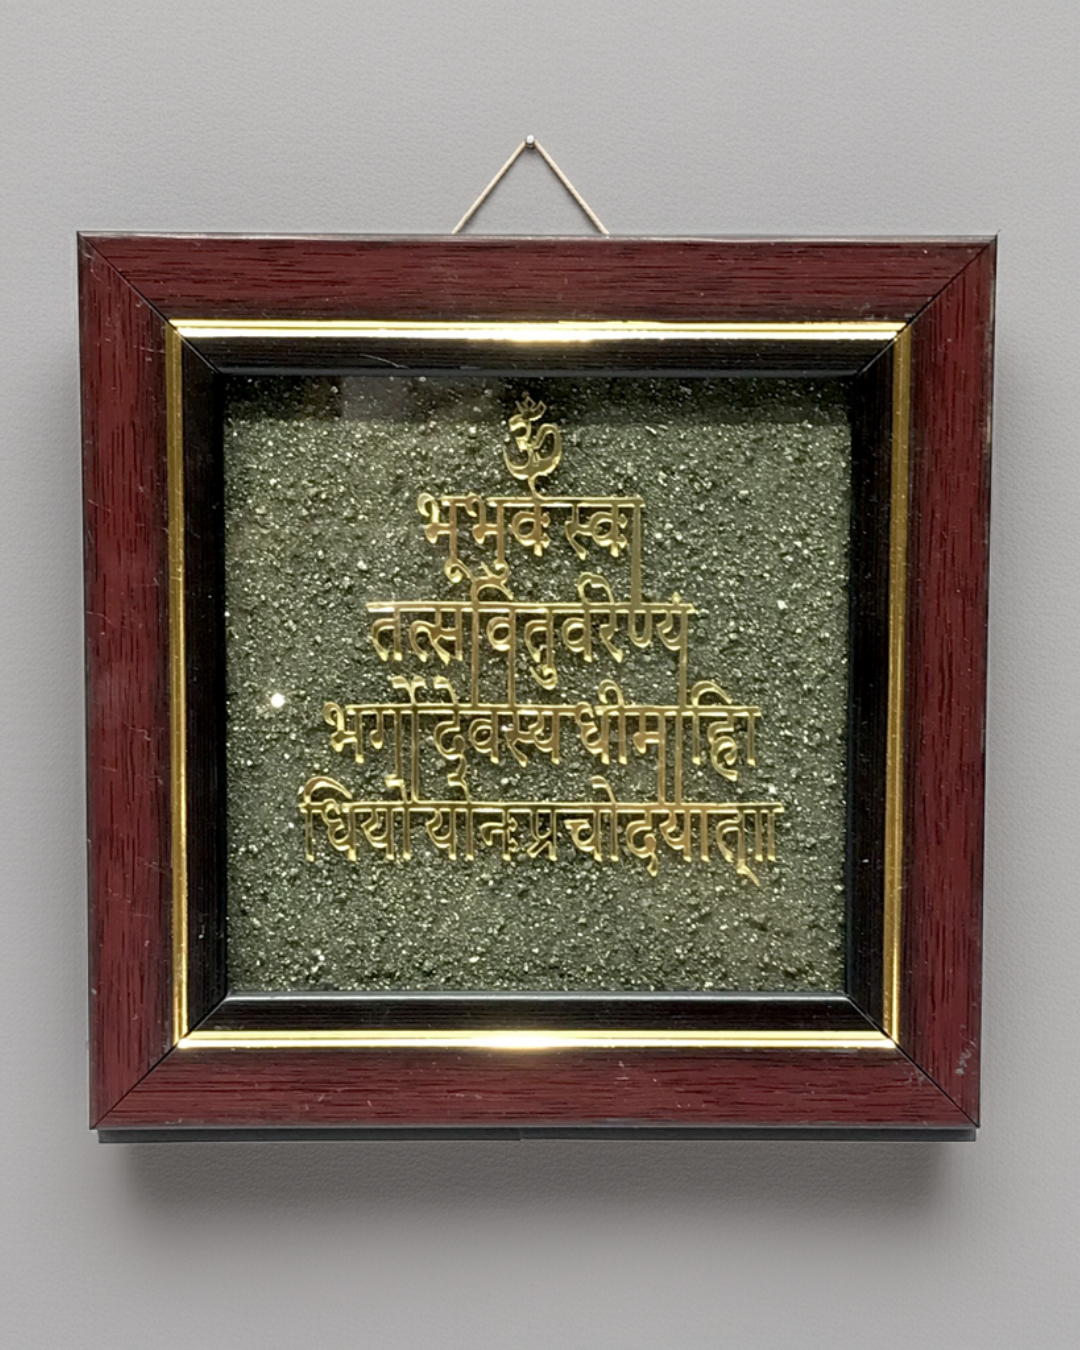 ॐ
भूर्भुवः स्वः।
तत्सवितुर्वरेण्यं
भर्गो देवस्य धीमहि।
धियो यो नः प्रचोदयात्॥